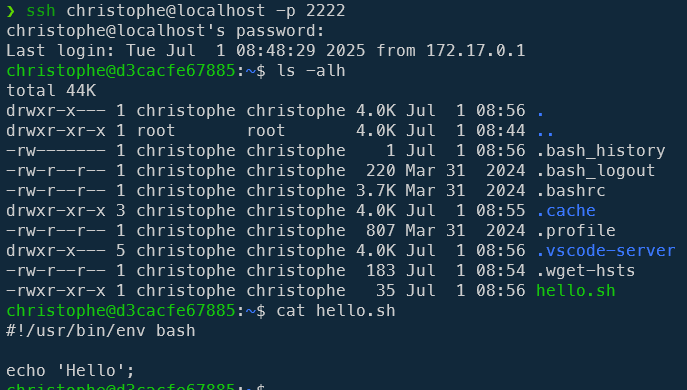 ❯ ssh christophe@localhost -p 2222
christophe@localhost's password:
Last login: Tue Jul  1 08:48:29 2025 from 172.17.0.1
christophe@d3cacfe67885:~$ ls -alh
total 44K
drwxr-x--- 1 christophe christophe 4.0K Jul  1 08:56 .
drwxr-xr-x 1 root       root       4.0K Jul  1 08:44 ..
-rw------- 1 christophe christophe    1 Jul  1 08:56 .bash_history
-rw-r--r-- 1 christophe christophe  220 Mar 31  2024 .bash_logout
-rw-r--r-- 1 christophe christophe 3.7K Mar 31  2024 .bashrc
drwxr-xr-x 3 christophe christophe 4.0K Jul  1 08:55 .cache
-rw-r--r-- 1 christophe christophe  807 Mar 31  2024 .profile
drwxr-x--- 5 christophe christophe 4.0K Jul  1 08:56 .vscode-server
-rw-r--r-- 1 christophe christophe  183 Jul  1 08:54 .wget-hsts
-rwxr-xr-x 1 christophe christophe   35 Jul  1 08:56 hello.sh
christophe@d3cacfe67885:~$ cat hello.sh
#!/usr/bin/env bash

echo 'Hello';
christophe@d3cacfe67885:~$